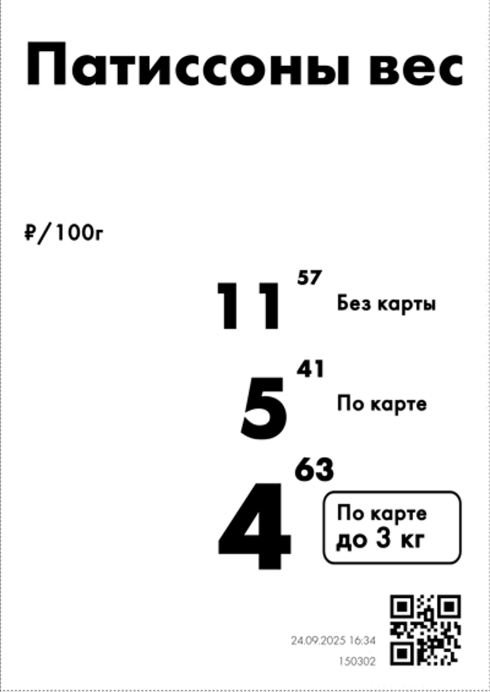 Патиссоны вес
₽/100г
11 57 Без карты
5 41 По карте
4 63 По карте
до 3 кг
24.09.2025 16:34
150302